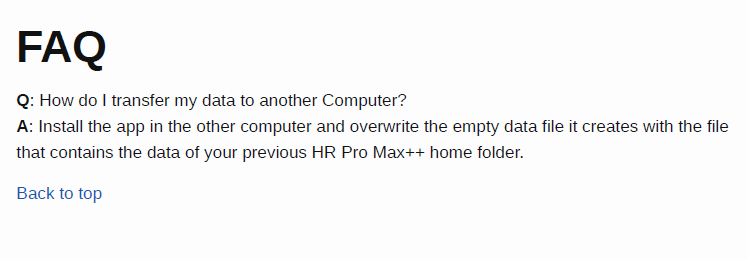 FAQ
Q: How do I transfer my data to another Computer?
A: Install the app in the other computer and overwrite the empty data file it creates with the file
that contains the data of your previous HR Pro Max++ home folder.
Back to top